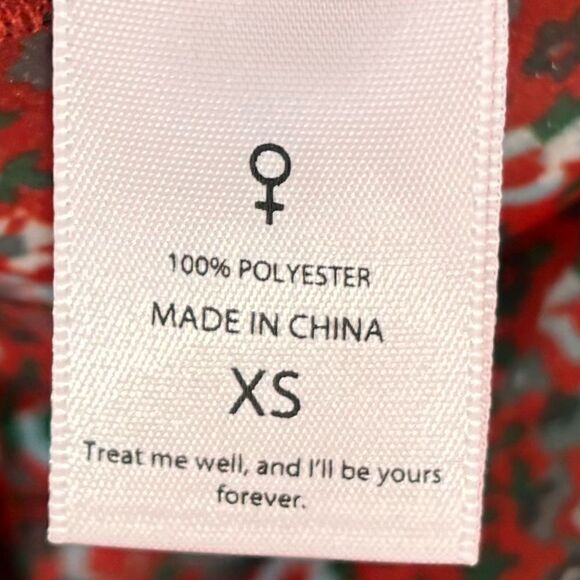 100% POLYESTER
MADE IN CHINA
XS
Treat me well, and I'll be yours
forever.